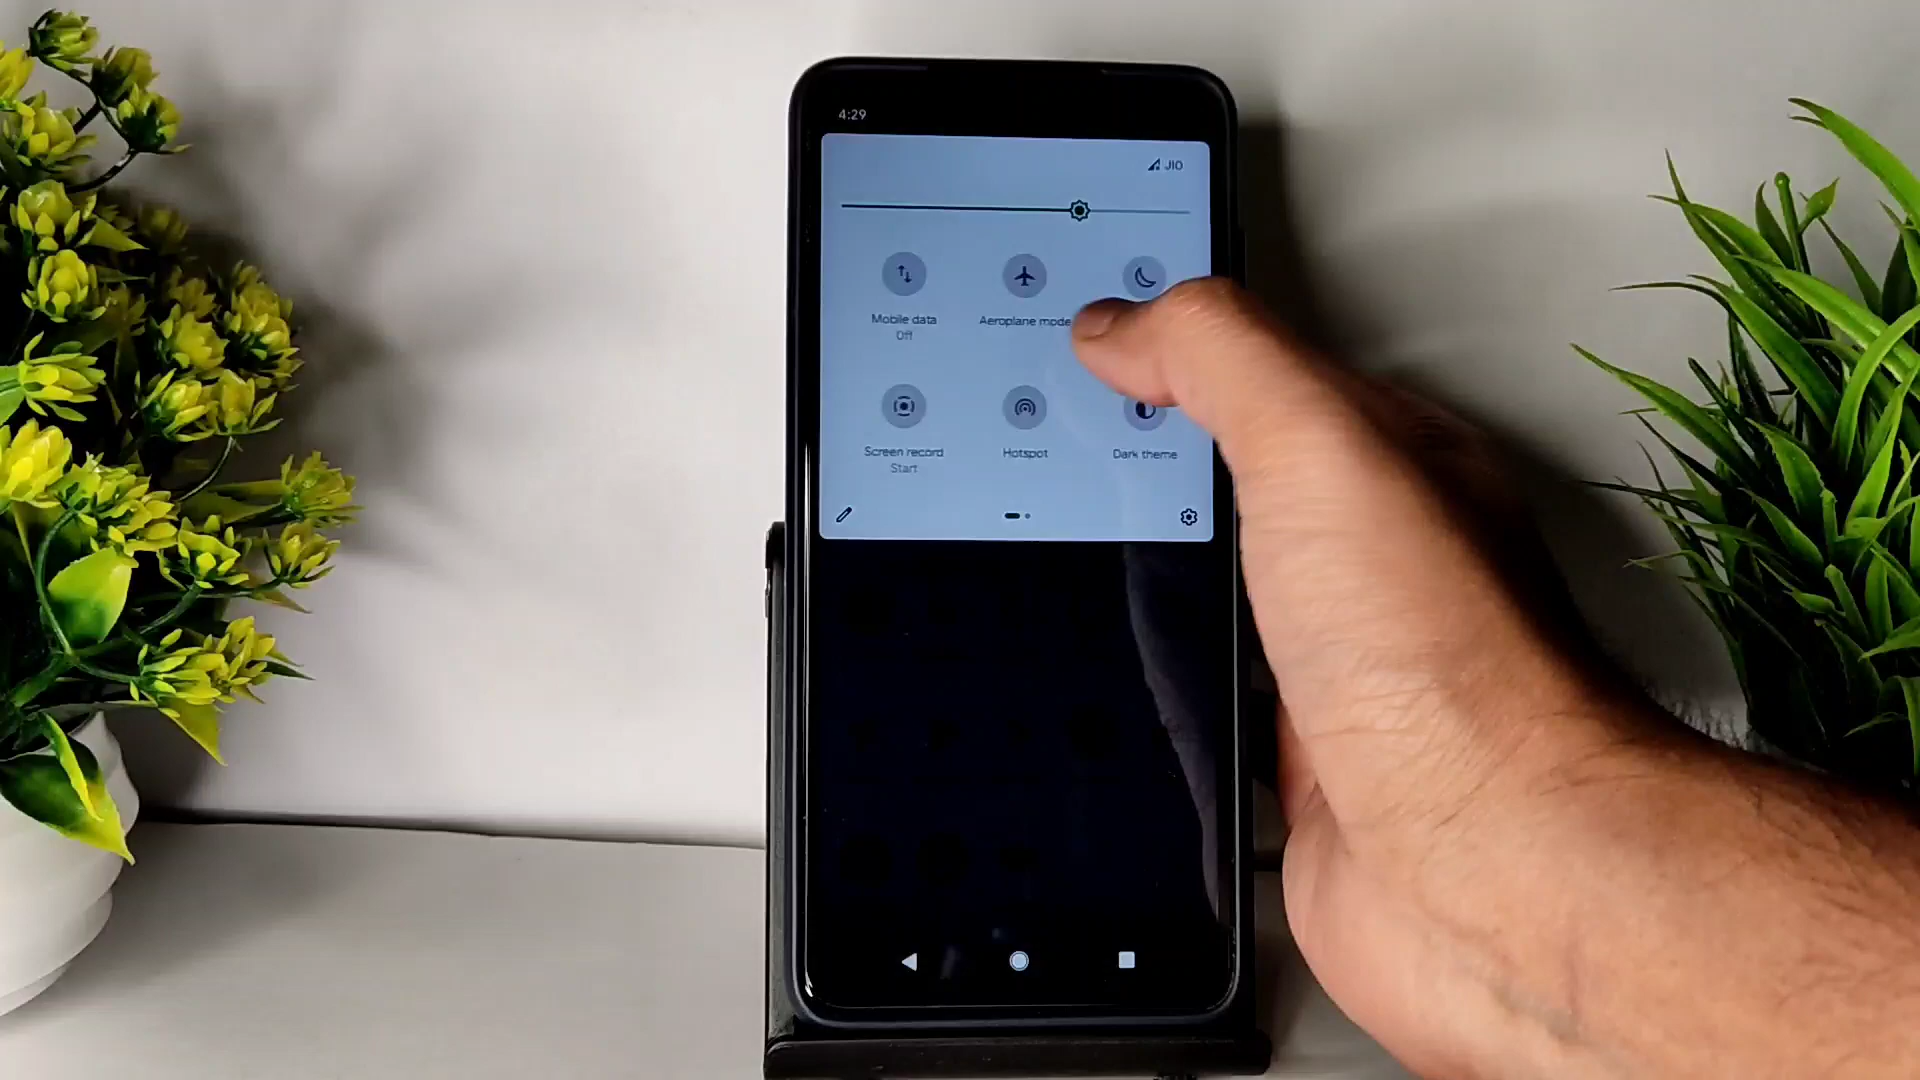 4:29
JIO
Mobile data
Off
Aeroplane mode
Screen record
Start
Hotspot
Dark theme